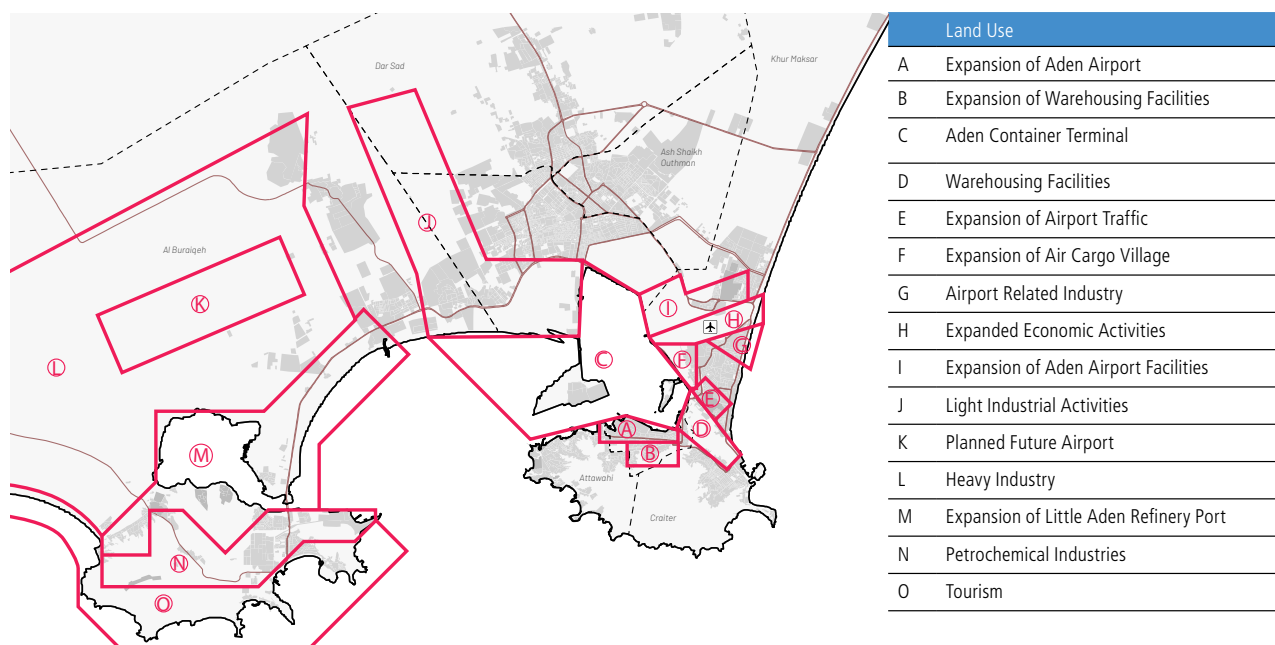 Dar Sad
Khur Maksar
Ash Shaikh
Outhman
J
Al Buraiqeh
K
I
H
G
L
C
F
E
A
D
M
B
Attawahi
Craiter
N
O
Land Use
A Expansion of Aden Airport
B Expansion of Warehousing Facilities
C Aden Container Terminal
D Warehousing Facilities
E Expansion of Airport Traffic
F Expansion of Air Cargo Village
G Airport Related Industry
H Expanded Economic Activities
I Expansion of Aden Airport Facilities
J Light Industrial Activities
K Planned Future Airport
L Heavy Industry
M Expansion of Little Aden Refinery Port
N Petrochemical Industries
O Tourism